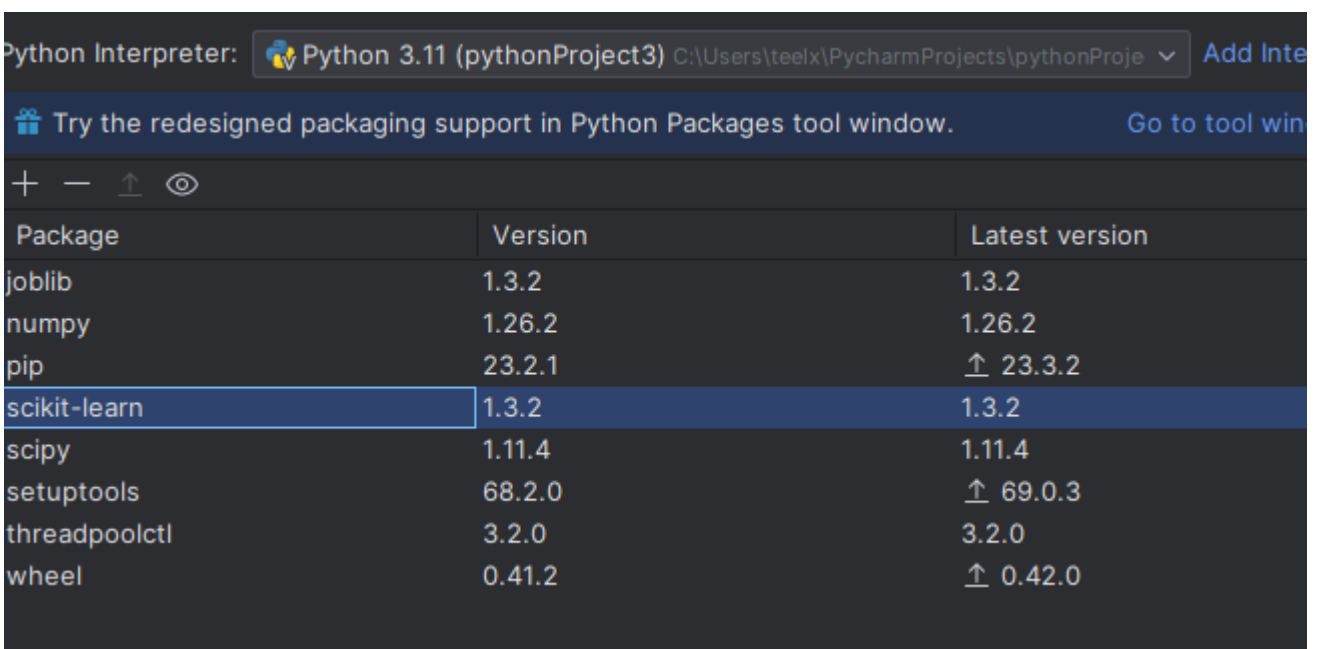 Python Interpreter: Python 3.11 (pythonProject3) C:\Users\teelx\PycharmProjects\pythonProje Add Inte
Try the redesigned packaging support in Python Packages tool window. Go to tool win
Package Version Latest version
joblib 1.3.2 1.3.2
numpy 1.26.2 1.26.2
pip 23.2.1 23.3.2
scikit-learn 1.3.2 1.3.2
scipy 1.11.4 1.11.4
setuptools 68.2.0 69.0.3
threadpoolctl 3.2.0 3.2.0
wheel 0.41.2 0.42.0